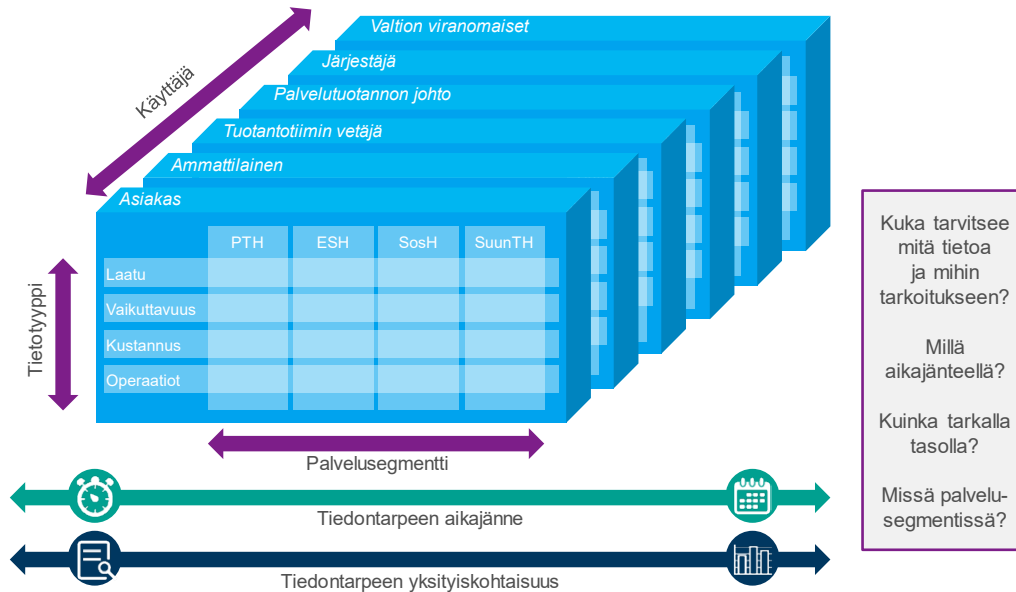 Valtion viranomaiset
Järjestäjä
Palvelutuotannon johto
Tuotantotiimin vetäjä
Ammattilainen
Asiakas
Käyttäjä
PTH ESH SosH SuunTH
Laatu
Vaikuttavuus
Kustannus
Operaatiot
Tietotyyppi
Palvelusegmentti
Tiedontarpeen aikajänne
Tiedontarpeen yksityiskohtaisuus
Kuka tarvitsee
mitä tietoa
ja mihin
tarkoitukseen?
Millä
aikajänteellä?
Kuinka tarkalla
tasolla?
Missä palvelu-
segmentissä?